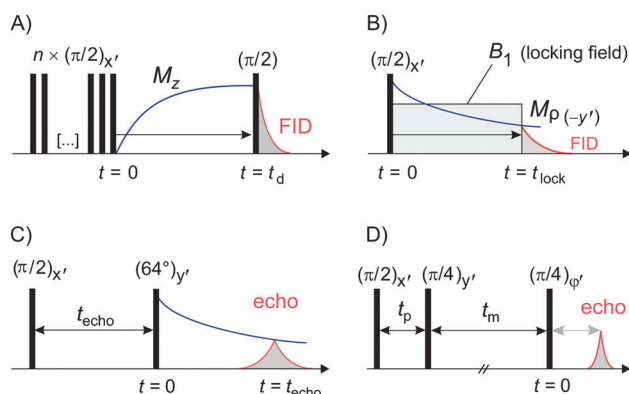 A)
n × (π/2)x′
Mz
(π/2)
FID
[...]
t = 0
t = td
B)
(π/2)x′
B1 (locking field)
Mρ (−y′)
FID
t = 0
t = tlock
C)
(π/2)x′
(64°)y′
echo
techo
t = 0
t = techo
D)
(π/2)x′
(π/4)y′
(π/4)φ′
echo
tp
tm
t = 0